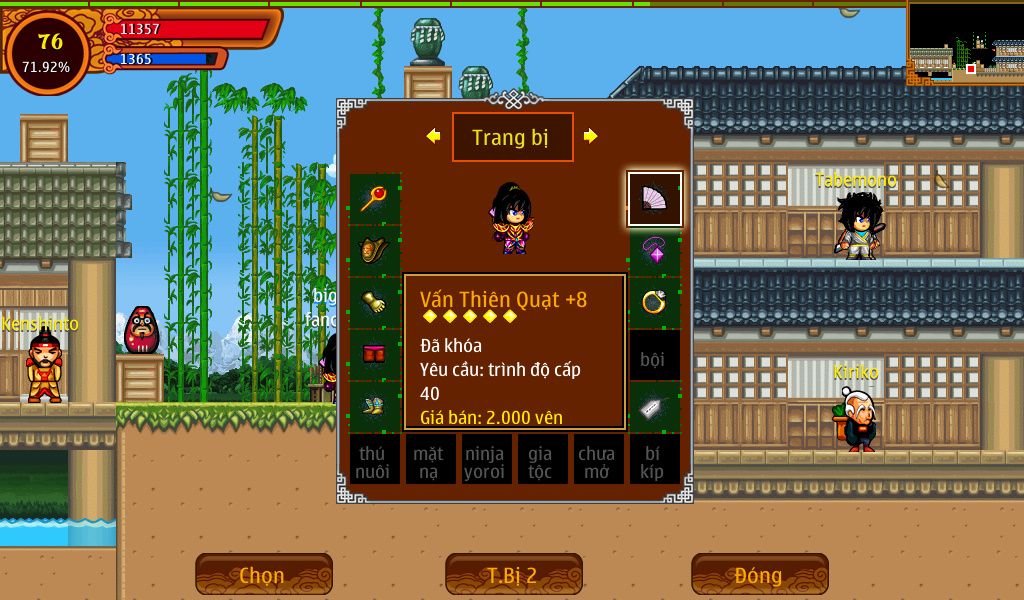 76
71.92%
11357
1365
Trang bị
Tabemono
Vấn Thiên Quạt +8
Đã khóa
Yêu cầu: trình độ cấp
40
Giá bán: 2.000 yên
big
fanc
Kenshinto
Kiriko
bội
thú
nuôi
mặt
nạ
ninja
yoroi
gia
tộc
chưa
mở
bí
kíp
Chọn
T.Bị 2
Đóng